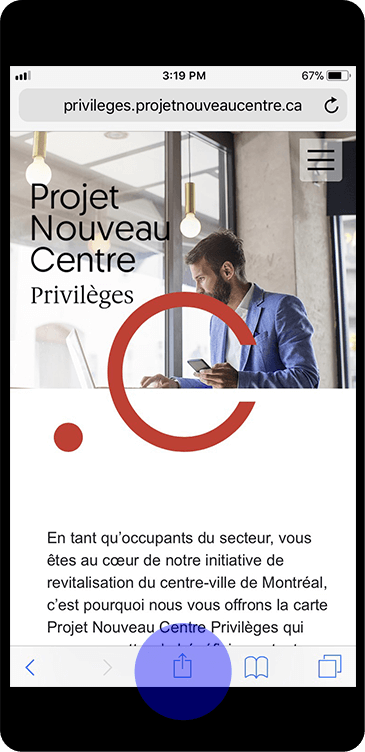 3:19 PM
67%
privileges.projetnouveaucentre.ca
Projet
Nouveau
Centre
Privilèges
.C
En tant qu’occupants du secteur, vous
êtes au cœur de notre initiative de
revitalisation du centre-ville de Montréal,
c’est pourquoi nous vous offrons la carte
Projet Nouveau Centre Privilèges qui